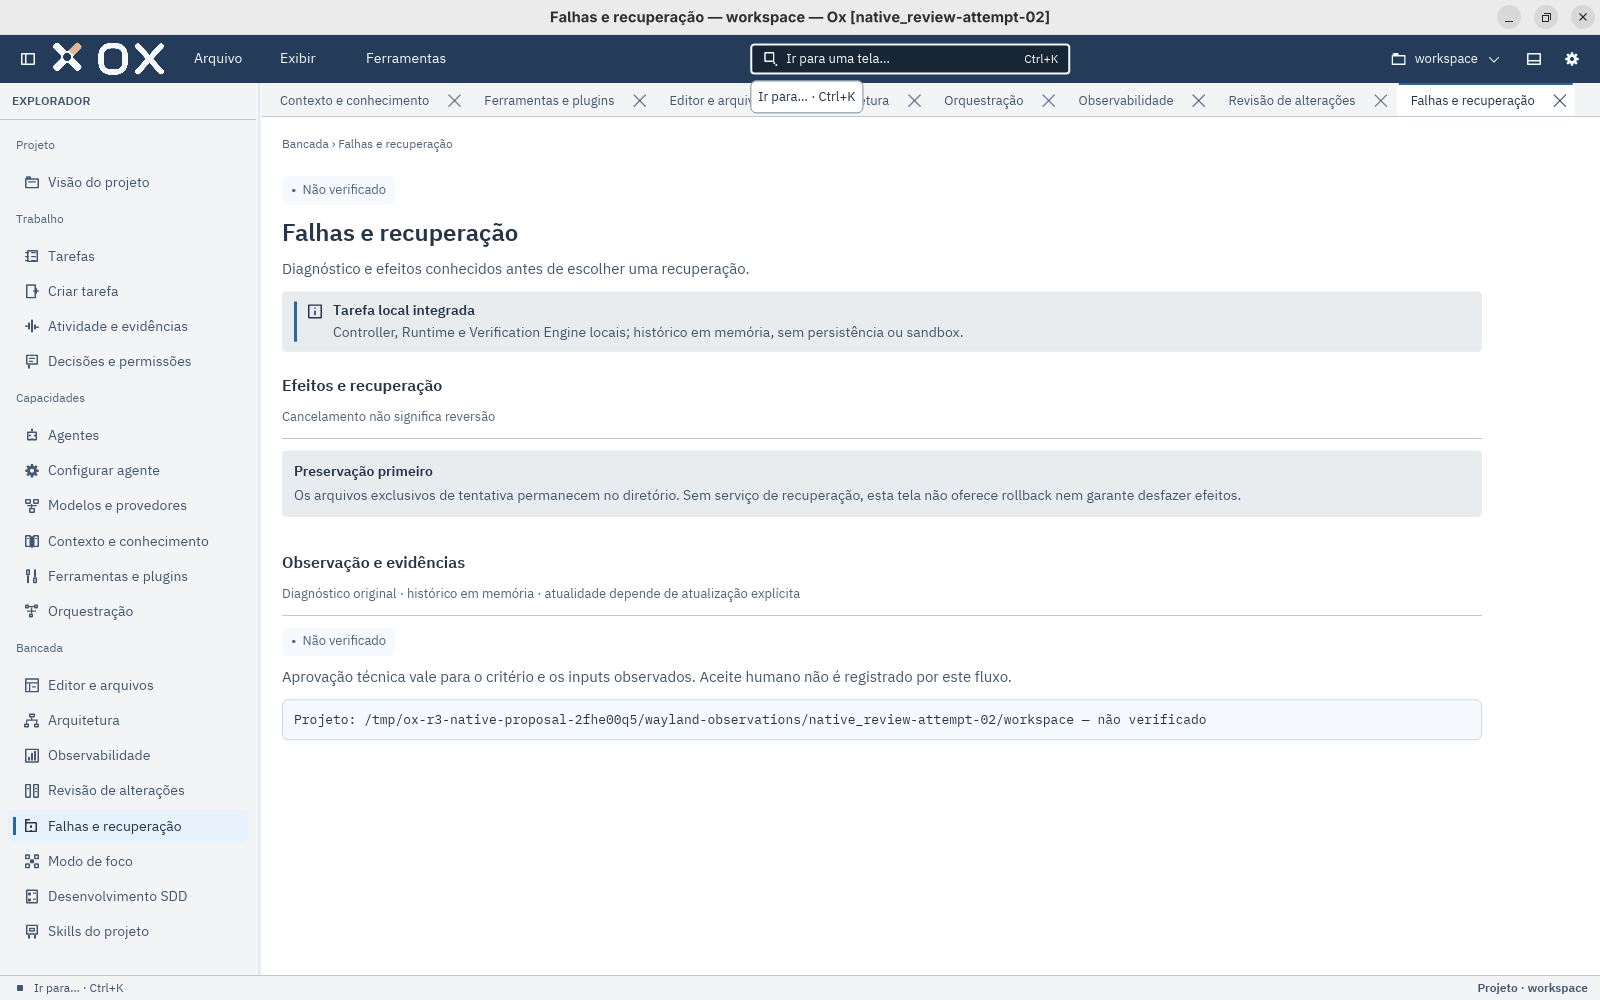 Falhas e recuperação — workspace — Ox [native_review-attempt-02]
OX
Arquivo
Exibir
Ferramentas
Ir para uma tela... Ctrl+K
workspace
EXPLORADOR
Contexto e conhecimento
Ferramentas e plugins
Editor e arquiv
Ir para... · Ctrl+K
etura
Orquestração
Observabilidade
Revisão de alterações
Falhas e recuperação
Projeto
Visão do projeto
Trabalho
Tarefas
Criar tarefa
Atividade e evidências
Decisões e permissões
Capacidades
Agentes
Configurar agente
Modelos e provedores
Contexto e conhecimento
Ferramentas e plugins
Orquestração
Bancada
Editor e arquivos
Arquitetura
Observabilidade
Revisão de alterações
Falhas e recuperação
Modo de foco
Desenvolvimento SDD
Skills do projeto
Bancada › Falhas e recuperação
• Não verificado
Falhas e recuperação
Diagnóstico e efeitos conhecidos antes de escolher uma recuperação.
Tarefa local integrada
Controller, Runtime e Verification Engine locais; histórico em memória, sem persistência ou sandbox.
Efeitos e recuperação
Cancelamento não significa reversão
Preservação primeiro
Os arquivos exclusivos de tentativa permanecem no diretório. Sem serviço de recuperação, esta tela não oferece rollback nem garante desfazer efeitos.
Observação e evidências
Diagnóstico original · histórico em memória · atualidade depende de atualização explícita
• Não verificado
Aprovação técnica vale para o critério e os inputs observados. Aceite humano não é registrado por este fluxo.
Projeto: /tmp/ox-r3-native-proposal-2fhe00q5/wayland-observations/native_review-attempt-02/workspace — não verificado
Ir para... · Ctrl+K
Projeto · workspace